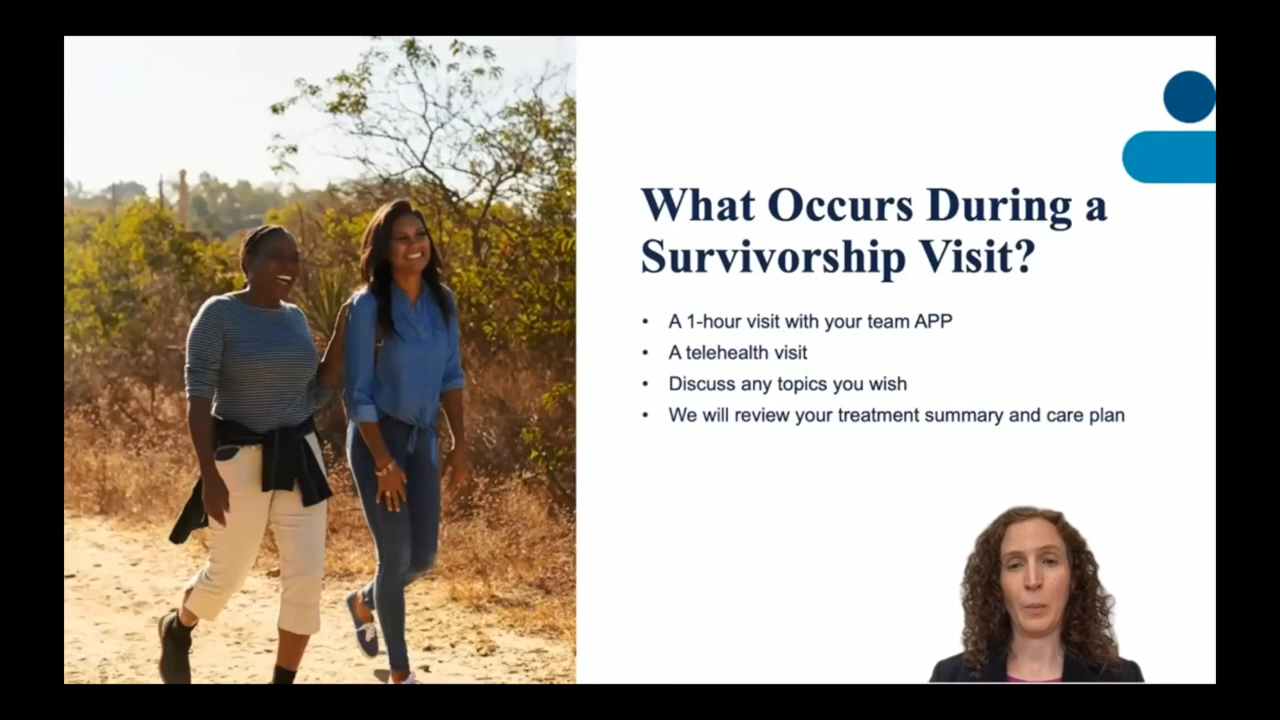 What Occurs During a
Survivorship Visit?
• A 1-hour visit with your team APP
• A telehealth visit
• Discuss any topics you wish
• We will review your treatment summary and care plan